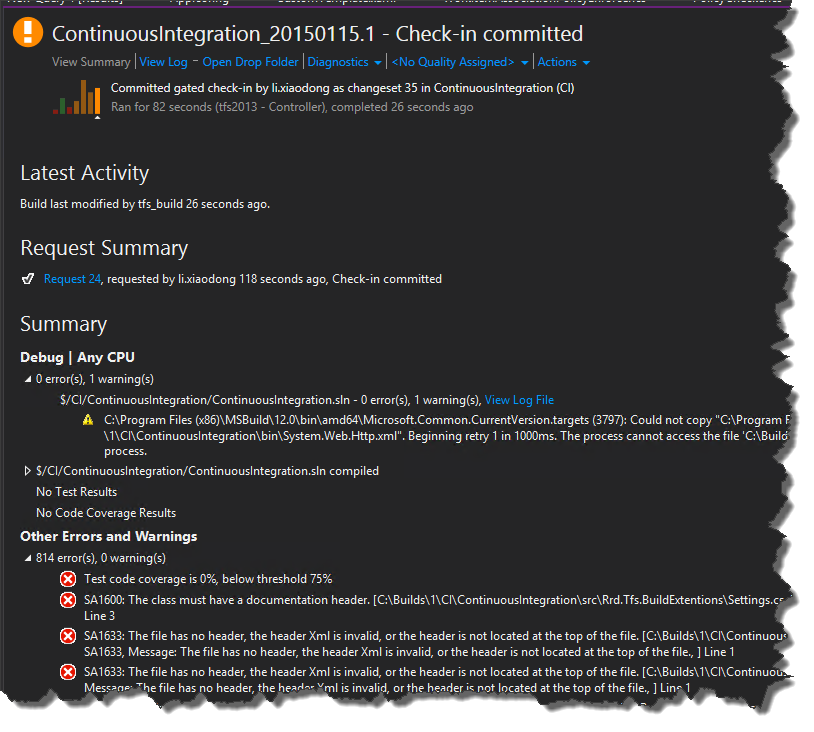 ContinuousIntegration_20150115.1 - Check-in committed
View Summary | View Log - Open Drop Folder | Diagnostics | <No Quality Assigned> | Actions
Committed gated check-in by li.xiaodong as changeset 35 in ContinuousIntegration (CI)
Ran for 82 seconds (tfs2013 - Controller), completed 26 seconds ago
Latest Activity
Build last modified by tfs_build 26 seconds ago.
Request Summary
Request 24, requested by li.xiaodong 118 seconds ago, Check-in committed
Summary
Debug | Any CPU
0 error(s), 1 warning(s)
$/CI/ContinuousIntegration/ContinuousIntegration.sln - 0 error(s), 1 warning(s), View Log File
C:\Program Files (x86)\MSBuild\12.0\bin\amd64\Microsoft.Common.CurrentVersion.targets (3797): Could not copy "C:\Program F
\1\CI\ContinuousIntegration\bin\System.Web.Http.xml". Beginning retry 1 in 1000ms. The process cannot access the file 'C:\Build
process.
$/CI/ContinuousIntegration/ContinuousIntegration.sln compiled
No Test Results
No Code Coverage Results
Other Errors and Warnings
814 error(s), 0 warning(s)
Test code coverage is 0%, below threshold 75%
SA1600: The class must have a documentation header. [C:\Builds\1\CI\ContinuousIntegration\src\Rrd.Tfs.BuildExtentions\Settings.cs
Line 3
SA1633: The file has no header, the header Xml is invalid, or the header is not located at the top of the file. [C:\Builds\1\CI\Continuous
SA1633, Message: The file has no header, the header Xml is invalid, or the header is not located at the top of the file., ] Line 1
SA1633: The file has no header, the header Xml is invalid, or the header is not located at the top of the file. [C:\Builds\1\CI\Continuous
Message: The file has no header, the header Xml is invalid, or the header is not located at the top of the file., ] Line 1